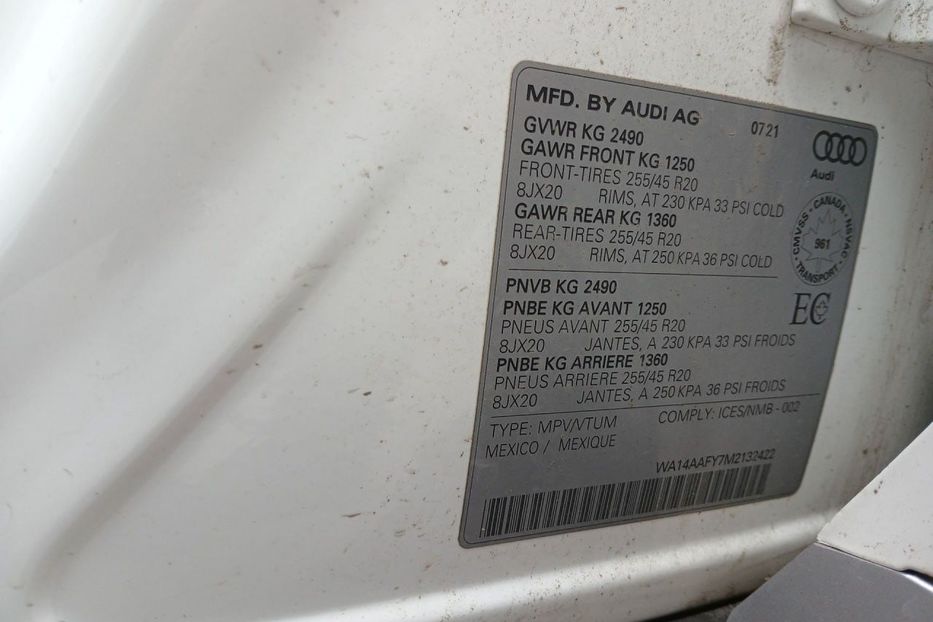 MFD. BY AUDI AG 07 21
GVWR KG 2490
GAWR FRONT KG 1250
FRONT-TIRES 255/45 R20
8JX20 RIMS, AT 230 KPA 33 PSI COLD
GAWR REAR KG 1360
REAR-TIRES 255/45 R20
8JX20 RIMS, AT 250 KPA 36 PSI COLD
Audi
CMVSS · CANADA · NSVAC · TRANSPORT ·
961
PNVB KG 2490
PNBE KG AVANT 1250
PNEUS AVANT 255/45 R20
8JX20 JANTES, A 230 KPA 33 PSI FROIDS
PNBE KG ARRIERE 1360
PNEUS ARRIERE 255/45 R20
8JX20 JANTES, A 250 KPA 36 PSI FROIDS
EC
TYPE: MPV/VTUM COMPLY: ICES/NMB - 002
MEXICO / MEXIQUE
WA14AAFY7M2132422